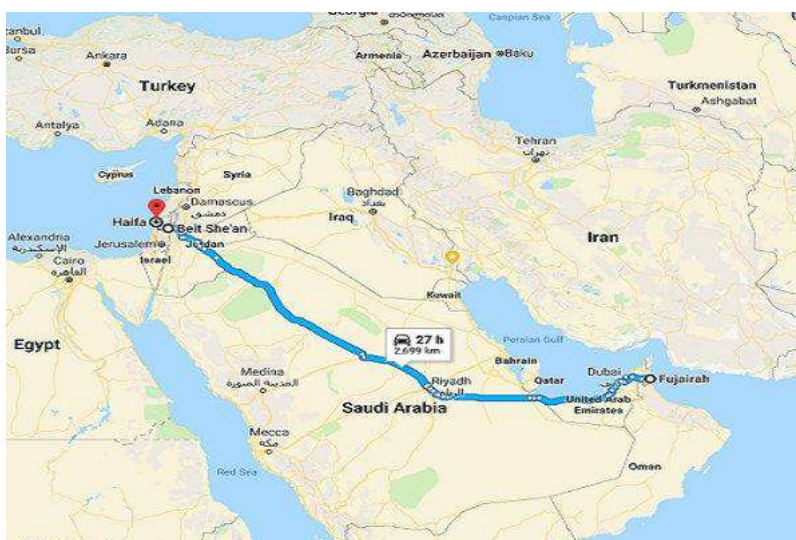 Georgia
Caspian Sea
Istanbul
Bursa
Ankara
Armenia
Azerbaijan
Baku
Turkey
Turkmenistan
Ashgabat
Antalya
Adana
Tehran
تهران
Cyprus
Syria
Lebanon
Damascus
دمشق
Baghdad
بغداد
Haifa
Beit She'an
Iraq
Iran
Alexandria
الإسكندرية
Jerusalem
Jordan
Israel
Cairo
القاهرة
Kuwait
27 h
2,699 km
Persian Gulf
Egypt
Bahrain
Medina
المدينة المنورة
Riyadh
الرياض
Qatar
Dubai
دبي
Fujairah
United Arab
Emirates
Saudi Arabia
Mecca
مكة
Red Sea
Oman